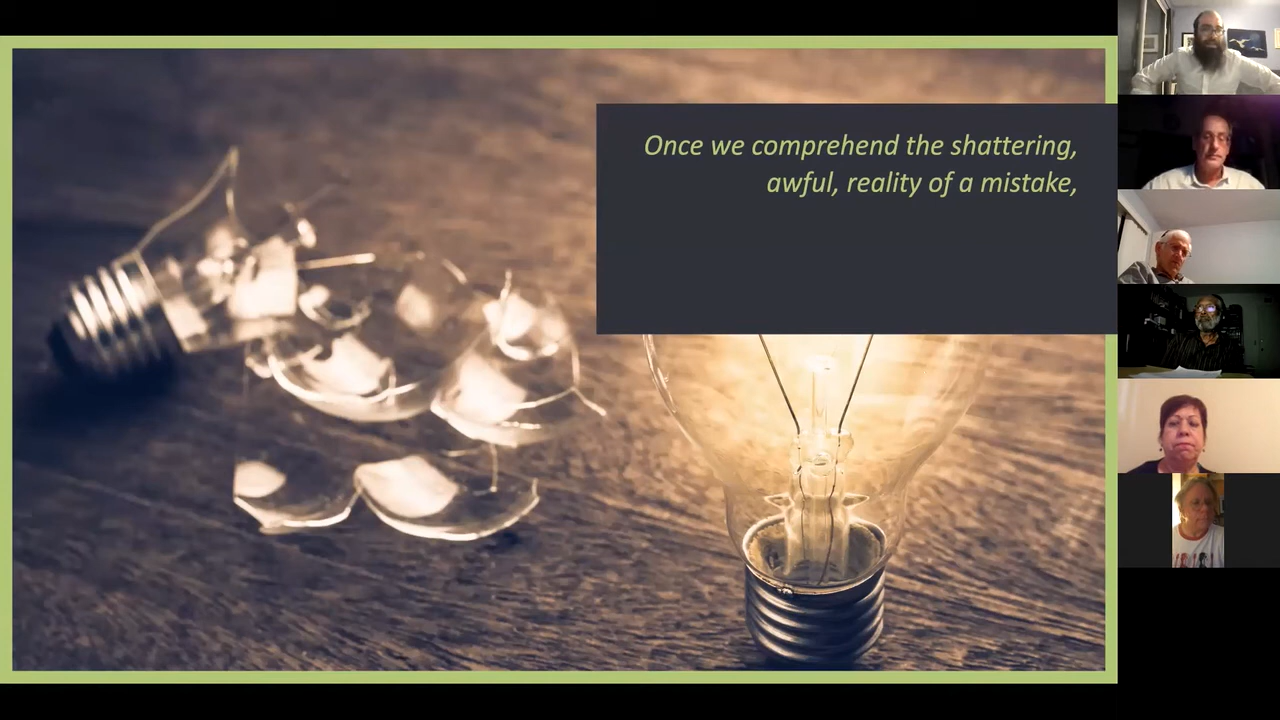 Once we comprehend the shattering,
awful, reality of a mistake,